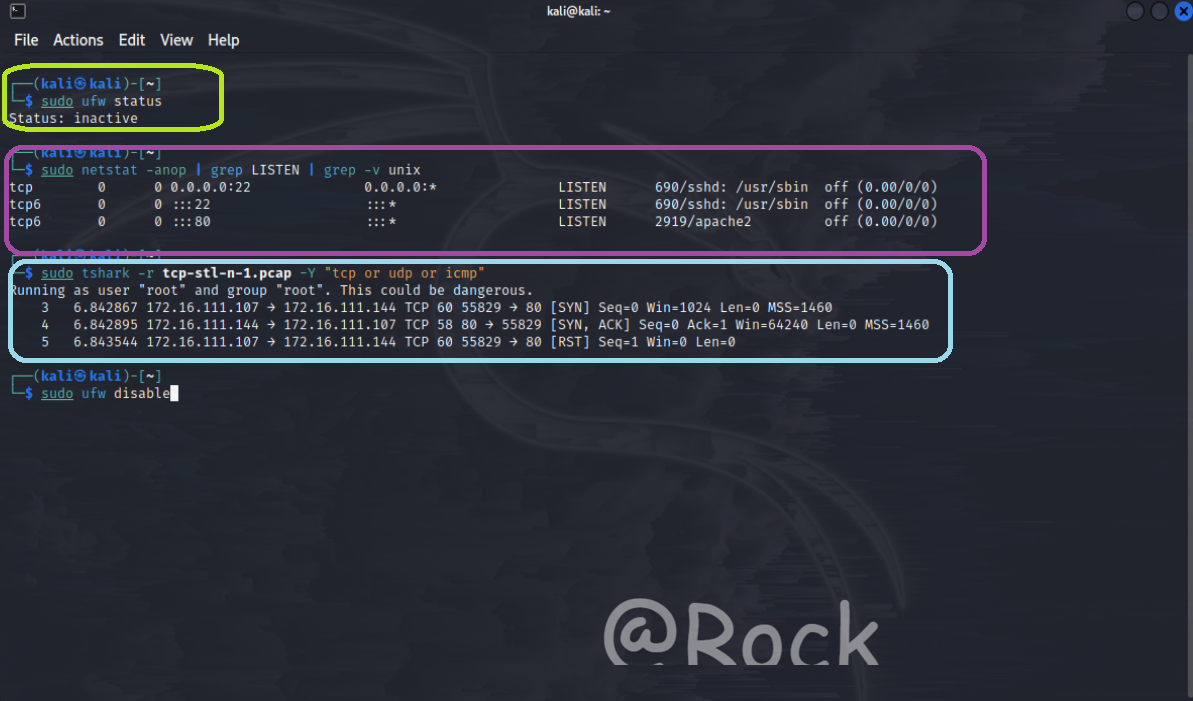 kali@kali: ~
File Actions Edit View Help
┌──(kali㉿kali)-[~]
└─$ sudo ufw status
Status: inactive
┌──(kali㉿kali)-[~]
└─$ sudo netstat -anop | grep LISTEN | grep -v unix
tcp 0 0 0.0.0.0:22 0.0.0.0:* LISTEN 690/sshd: /usr/sbin off (0.00/0/0)
tcp6 0 0 :::22 :::* LISTEN 690/sshd: /usr/sbin off (0.00/0/0)
tcp6 0 0 :::80 :::* LISTEN 2919/apache2 off (0.00/0/0)
┌──(kali㉿kali)-[~]
└─$ sudo tshark -r tcp-stl-n-1.pcap -Y "tcp or udp or icmp"
Running as user "root" and group "root". This could be dangerous.
3 6.842867 172.16.111.107 → 172.16.111.144 TCP 60 55829 → 80 [SYN] Seq=0 Win=1024 Len=0 MSS=1460
4 6.842895 172.16.111.144 → 172.16.111.107 TCP 58 80 → 55829 [SYN, ACK] Seq=0 Ack=1 Win=64240 Len=0 MSS=1460
5 6.843544 172.16.111.107 → 172.16.111.144 TCP 60 55829 → 80 [RST] Seq=1 Win=0 Len=0
┌──(kali㉿kali)-[~]
└─$ sudo ufw disable
@Rock